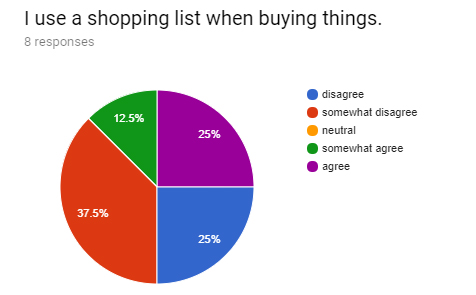 I use a shopping list when buying things.
8 responses
disagree
somewhat disagree
neutral
somewhat agree
agree
12.5%
25%
37.5%
25%